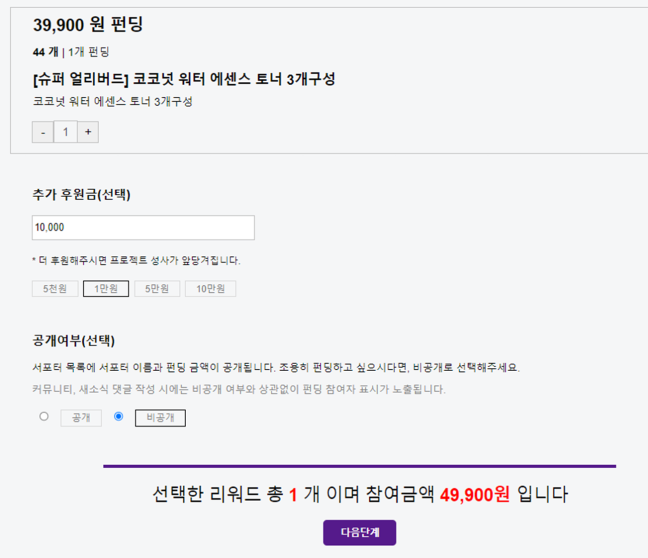 39,900 원 펀딩
44 개 | 1개 펀딩
[슈퍼 얼리버드] 코코넛 워터 에센스 토너 3개구성
코코넛 워터 에센스 토너 3개구성
- 1 +
추가 후원금(선택)
10,000
* 더 후원해주시면 프로젝트 성사가 앞당겨집니다.
5천원 1만원 5만원 10만원
공개여부(선택)
서포터 목록에 서포터 이름과 펀딩 금액이 공개됩니다. 조용히 펀딩하고 싶으시다면, 비공개로 선택해주세요.
커뮤니티, 새소식 댓글 작성 시에는 비공개 여부와 상관없이 펀딩 참여자 표시가 노출됩니다.
공개 비공개
선택한 리워드 총 1 개 이며 참여금액 49,900원 입니다
다음단계